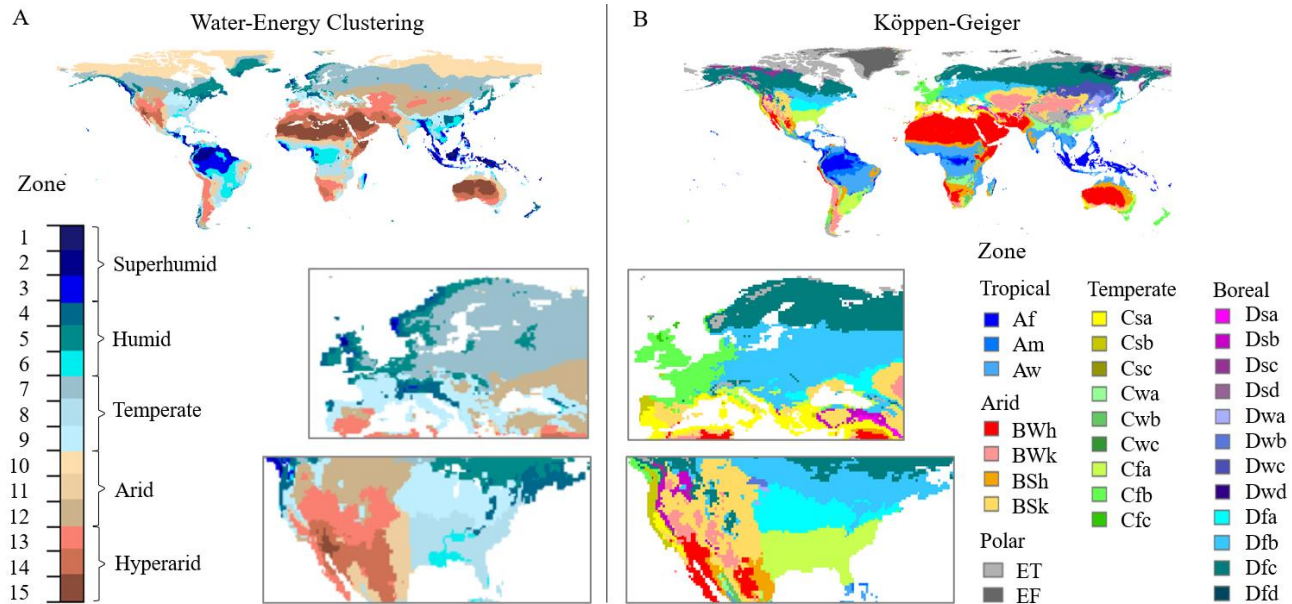 A
Water-Energy Clustering
Zone
1
2
3
Superhumid
4
5
6
Humid
7
8
9
Temperate
10
11
12
Arid
13
14
15
Hyperarid
B
Köppen-Geiger
Zone
Tropical
Af
Am
Aw
Arid
BWh
BWk
BSh
BSk
Polar
ET
EF
Temperate
Csa
Csb
Csc
Cwa
Cwb
Cwc
Cfa
Cfb
Cfc
Boreal
Dsa
Dsb
Dsc
Dsd
Dwa
Dwb
Dwc
Dwd
Dfa
Dfb
Dfc
Dfd